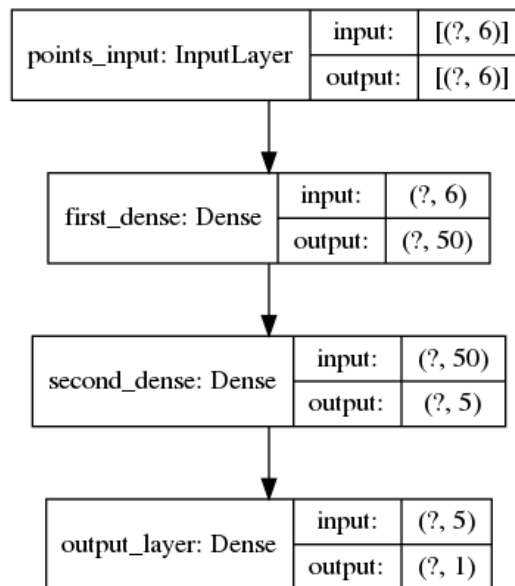 points_input: InputLayer
input: [(?, 6)]
output: [(?, 6)]
first_dense: Dense
input: (?, 6)
output: (?, 50)
second_dense: Dense
input: (?, 50)
output: (?, 5)
output_layer: Dense
input: (?, 5)
output: (?, 1)